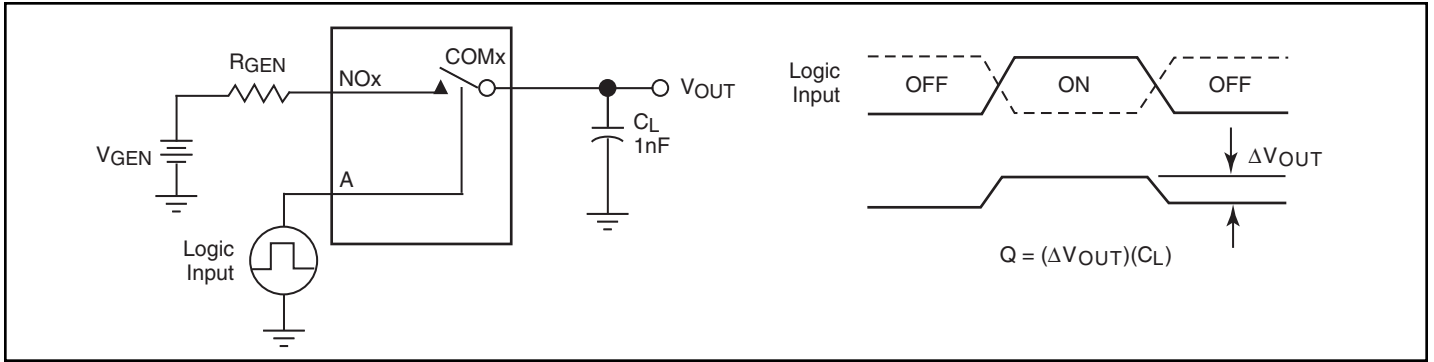 RGEN
NOx
COMx
VOUT
CL
1nF
VGEN
A
Logic
Input
Logic
Input
OFF
ON
OFF
ΔVOUT
Q = (ΔVOUT)(CL)